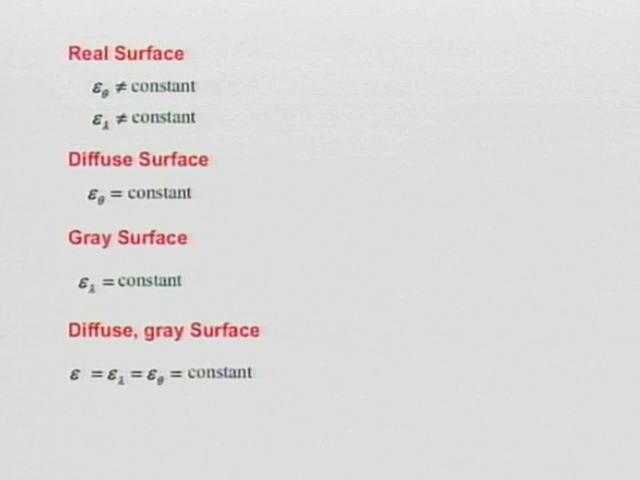 Real Surface
ε_θ ≠ constant
ε_λ ≠ constant
Diffuse Surface
ε_θ = constant
Gray Surface
ε_λ = constant
Diffuse, gray Surface
ε = ε_λ = ε_θ = constant